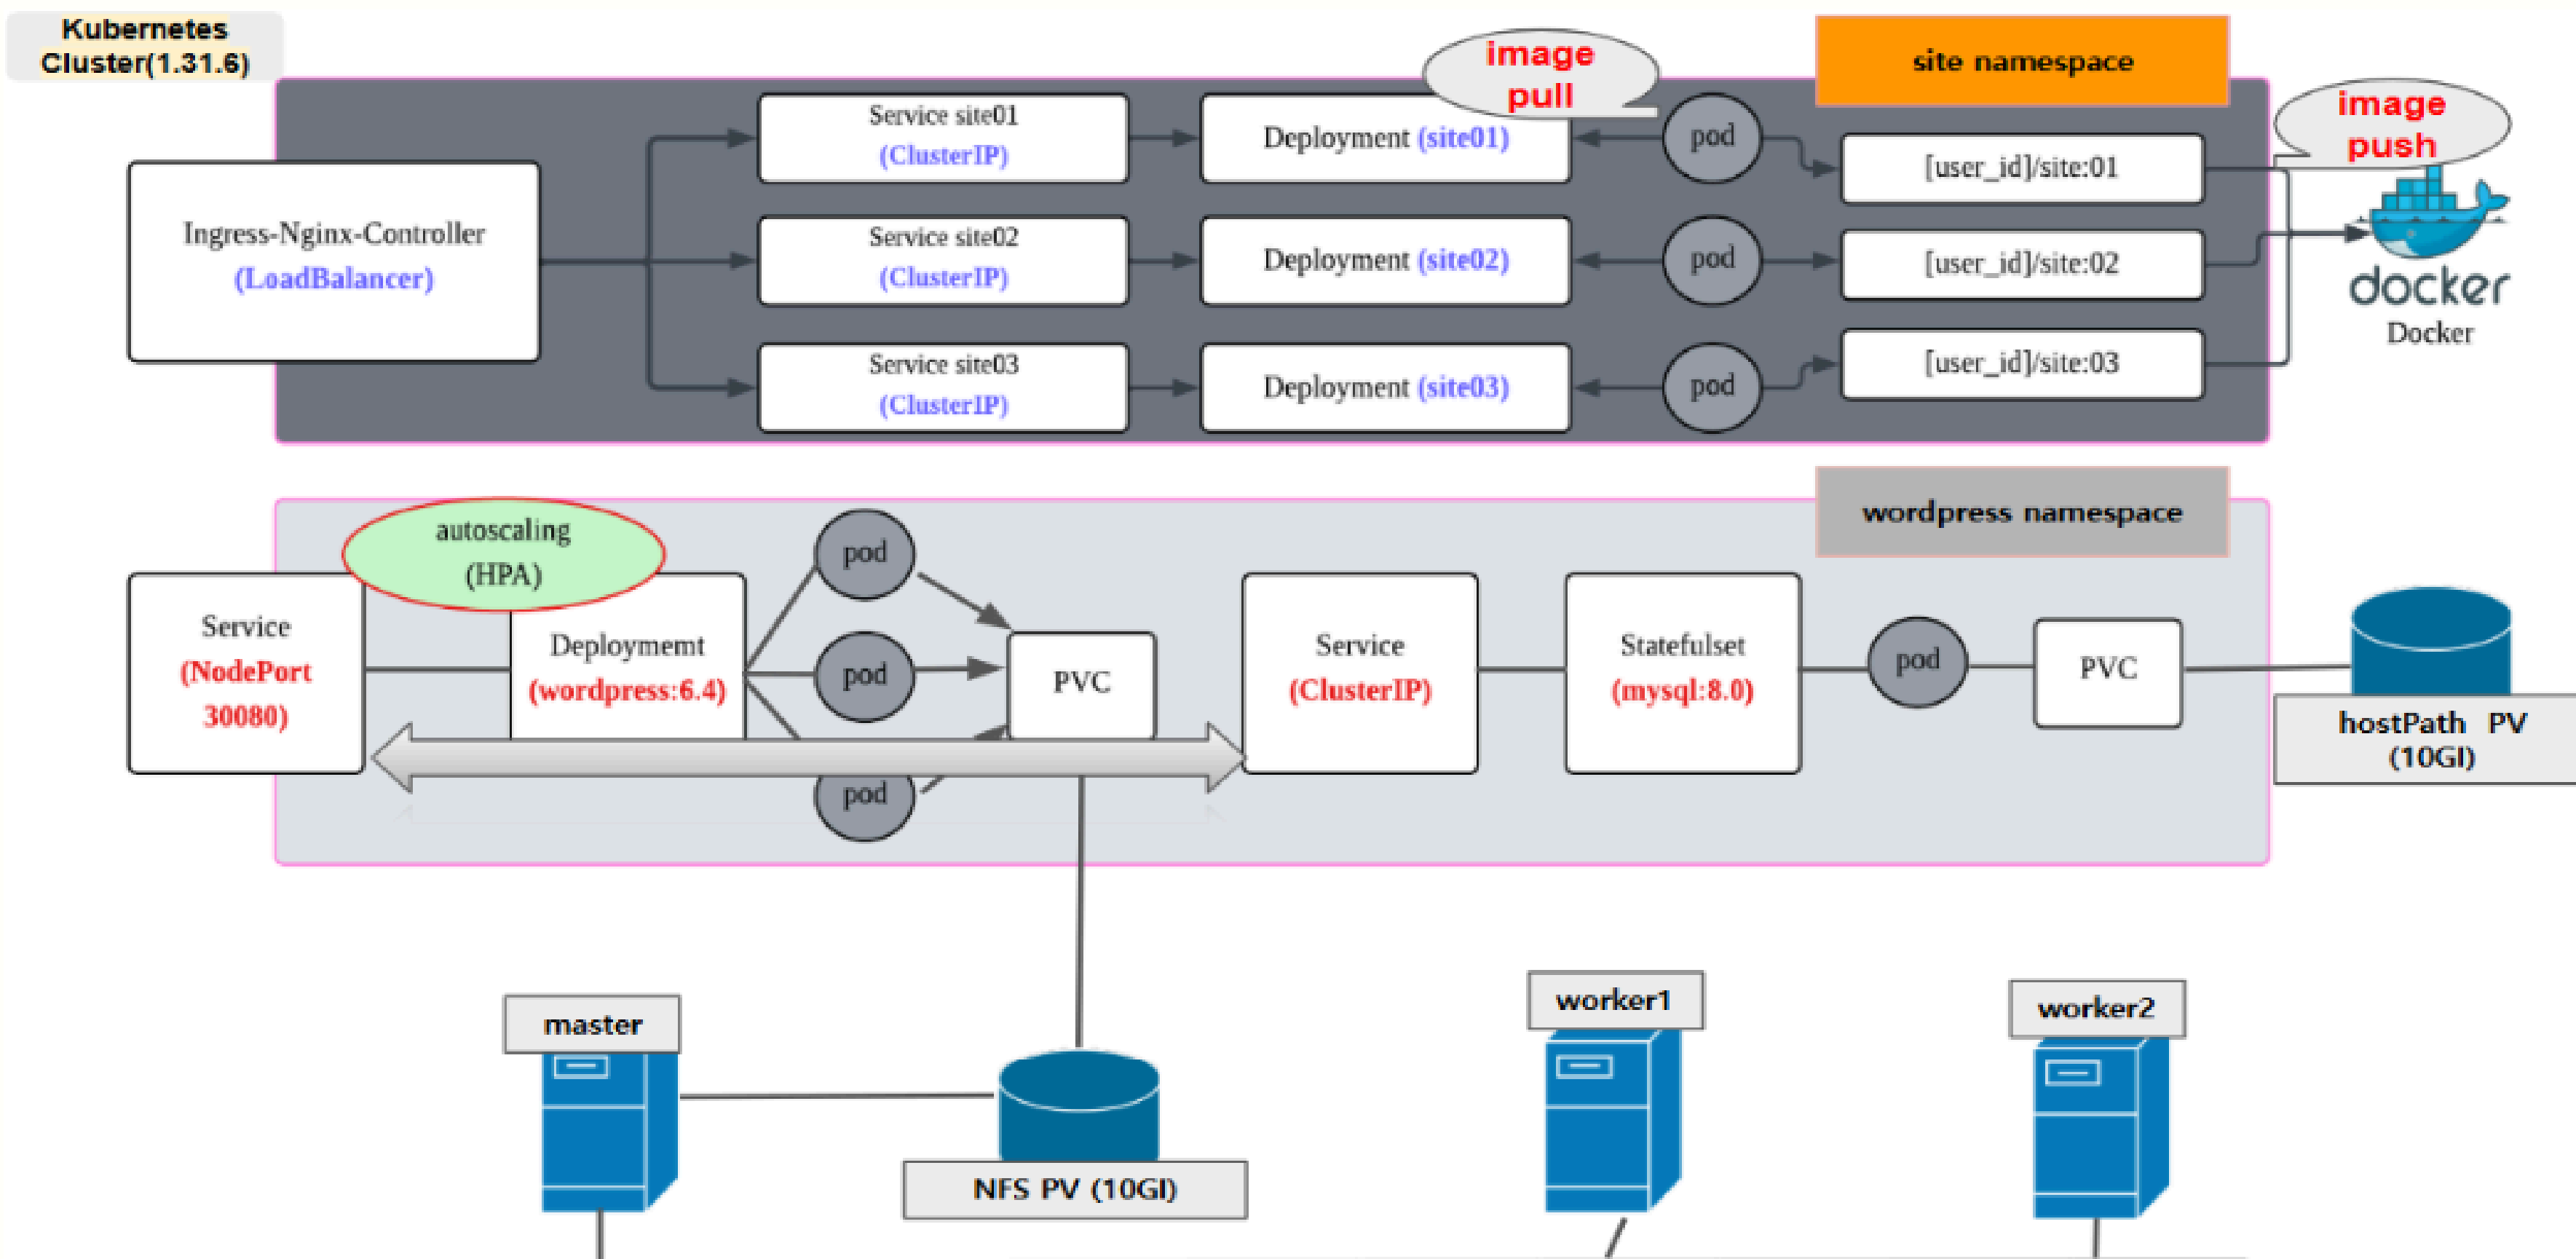 Kubernetes
Cluster(1.31.6)
image
pull
site namespace
image
push
Ingress-Nginx-Controller
(LoadBalancer)
Service site01
(ClusterIP)
Deployment (site01)
pod
[user_id]/site:01
Service site02
(ClusterIP)
Deployment (site02)
pod
[user_id]/site:02
Service site03
(ClusterIP)
Deployment (site03)
pod
[user_id]/site:03
docker
Docker
wordpress namespace
autoscaling
(HPA)
Service
(NodePort
30080)
Deploymemt
(wordpress:6.4)
pod
pod
pod
PVC
Service
(ClusterIP)
Statefulset
(mysql:8.0)
pod
PVC
hostPath PV
(10GI)
master
NFS PV (10GI)
worker1
worker2